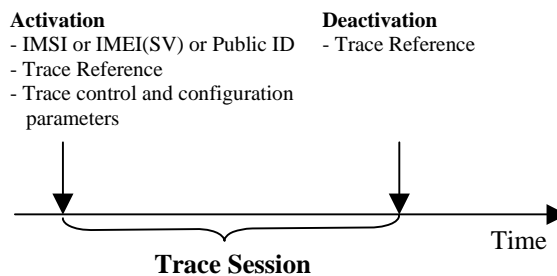 Activation
- IMSI or IMEI(SV) or Public ID
- Trace Reference
- Trace control and configuration
parameters
Deactivation
- Trace Reference
Time
Trace Session